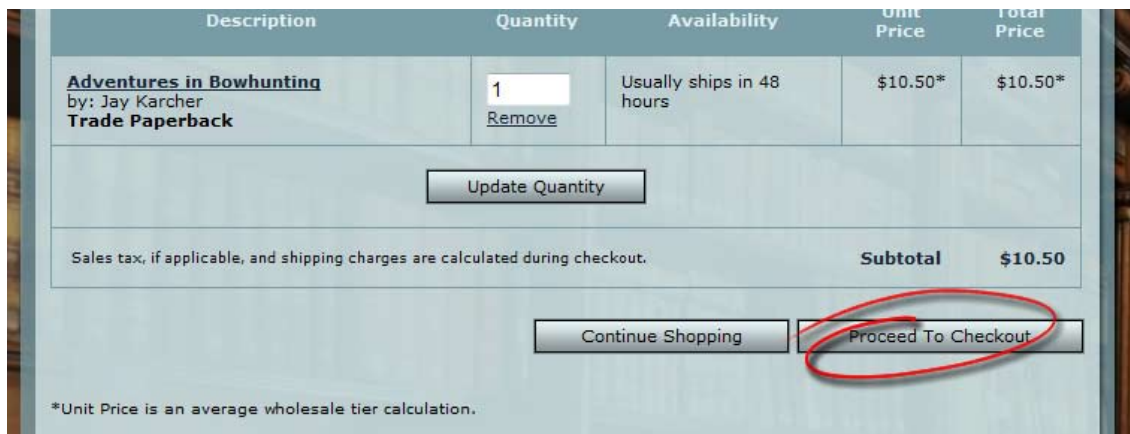 Description Quantity Availability Unit Price Total Price
Adventures in Bowhunting
by: Jay Karcher
Trade Paperback
1
Remove
Usually ships in 48
hours
$10.50* $10.50*
Update Quantity
Sales tax, if applicable, and shipping charges are calculated during checkout. Subtotal $10.50
Continue Shopping Proceed To Checkout
*Unit Price is an average wholesale tier calculation.